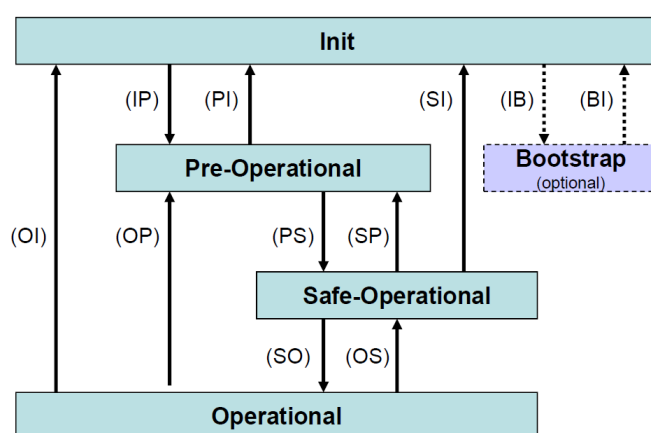 Init
(IP)
(PI)
(SI)
(IB)
(BI)
Pre-Operational
Bootstrap
(optional)
(OI)
(OP)
(PS)
(SP)
Safe-Operational
(SO)
(OS)
Operational